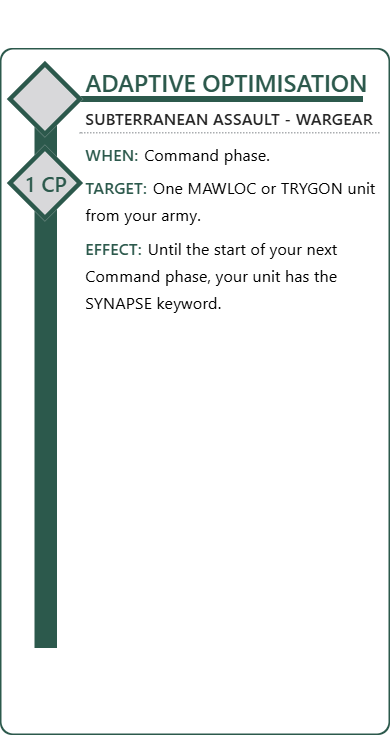 ADAPTIVE OPTIMISATION
SUBTERRANEAN ASSAULT - WARGEAR
WHEN: Command phase.
1 CP
TARGET: One MAWLOC or TRYGON unit
from your army.
EFFECT: Until the start of your next
Command phase, your unit has the
SYNAPSE keyword.